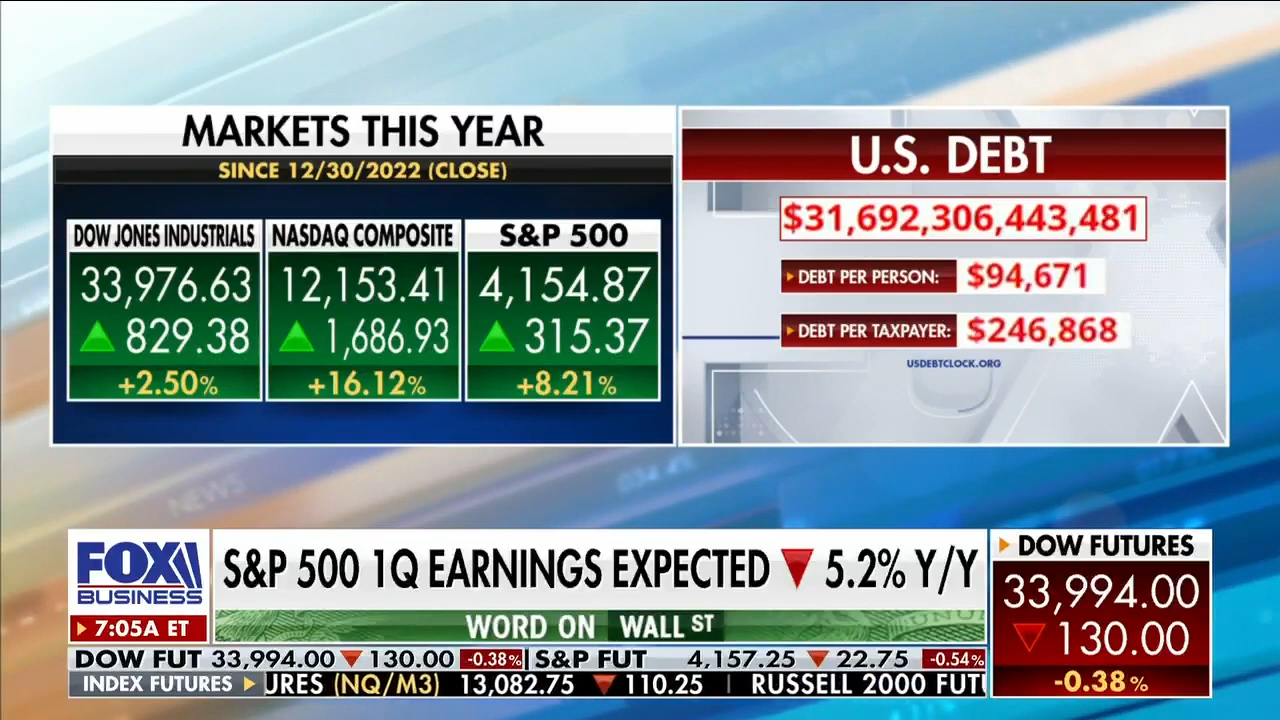 MARKETS THIS YEAR
SINCE 12/30/2022 (CLOSE)
DOW JONES INDUSTRIALS
33,976.63
829.38
+2.50%
NASDAQ COMPOSITE
12,153.41
1,686.93
+16.12%
S&P 500
4,154.87
315.37
+8.21%
U.S. DEBT
$31,692,306,443,481
DEBT PER PERSON: $94,671
DEBT PER TAXPAYER: $246,868
USDEBTCLOCK.ORG
NEWS
FOX
BUSINESS
7:05A ET
S&P 500 1Q EARNINGS EXPECTED ▼ 5.2% Y/Y
WORD ON WALL ST
DOW FUTURES
33,994.00
130.00
-0.38%
DOW FUT 33,994.00 ▼ 130.00 -0.38% S&P FUT 4,157.25 ▼ 22.75 -0.54%
INDEX FUTURES URES (NQ/M3) 13,082.75 ▼ 110.25 | RUSSELL 2000 FUTU